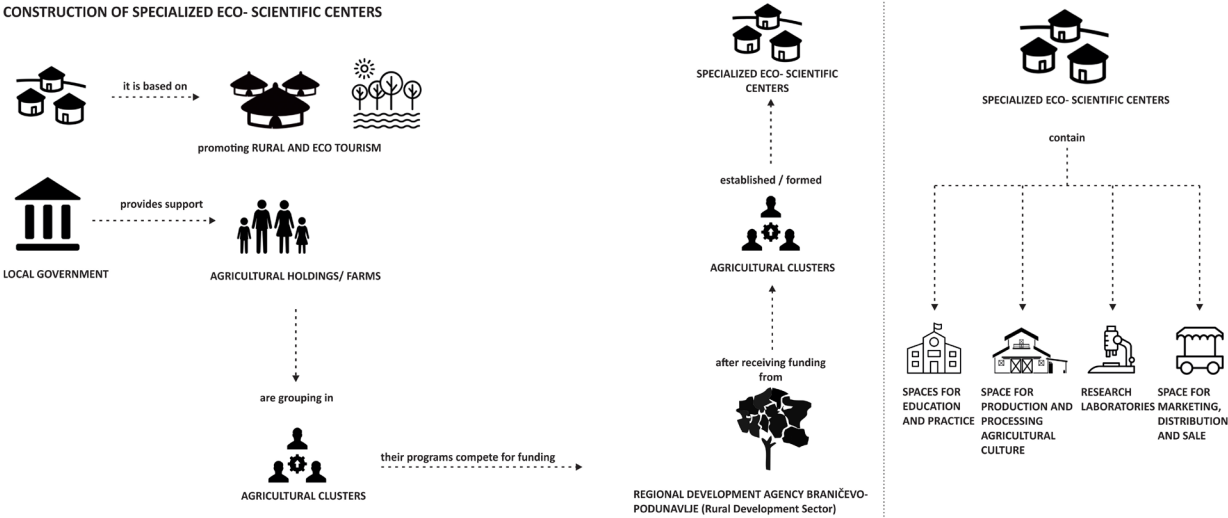 CONSTRUCTION OF SPECIALIZED ECO- SCIENTIFIC CENTERS
it is based on
promoting RURAL AND ECO TOURISM
provides support
LOCAL GOVERNMENT
AGRICULTURAL HOLDINGS/ FARMS
are grouping in
AGRICULTURAL CLUSTERS
their programs compete for funding
SPECIALIZED ECO- SCIENTIFIC
CENTERS
established / formed
AGRICULTURAL CLUSTERS
after receiving funding
from
REGIONAL DEVELOPMENT AGENCY BRANIČEVO-
PODUNAVLJE (Rural Development Sector)
SPECIALIZED ECO- SCIENTIFIC CENTERS
contain
SPACES FOR
EDUCATION
AND PRACTICE
SPACE FOR
PRODUCTION AND
PROCESSING
AGRICULTURAL
CULTURE
RESEARCH
LABORATORIES
SPACE FOR
MARKETING,
DISTRIBUTION
AND SALE